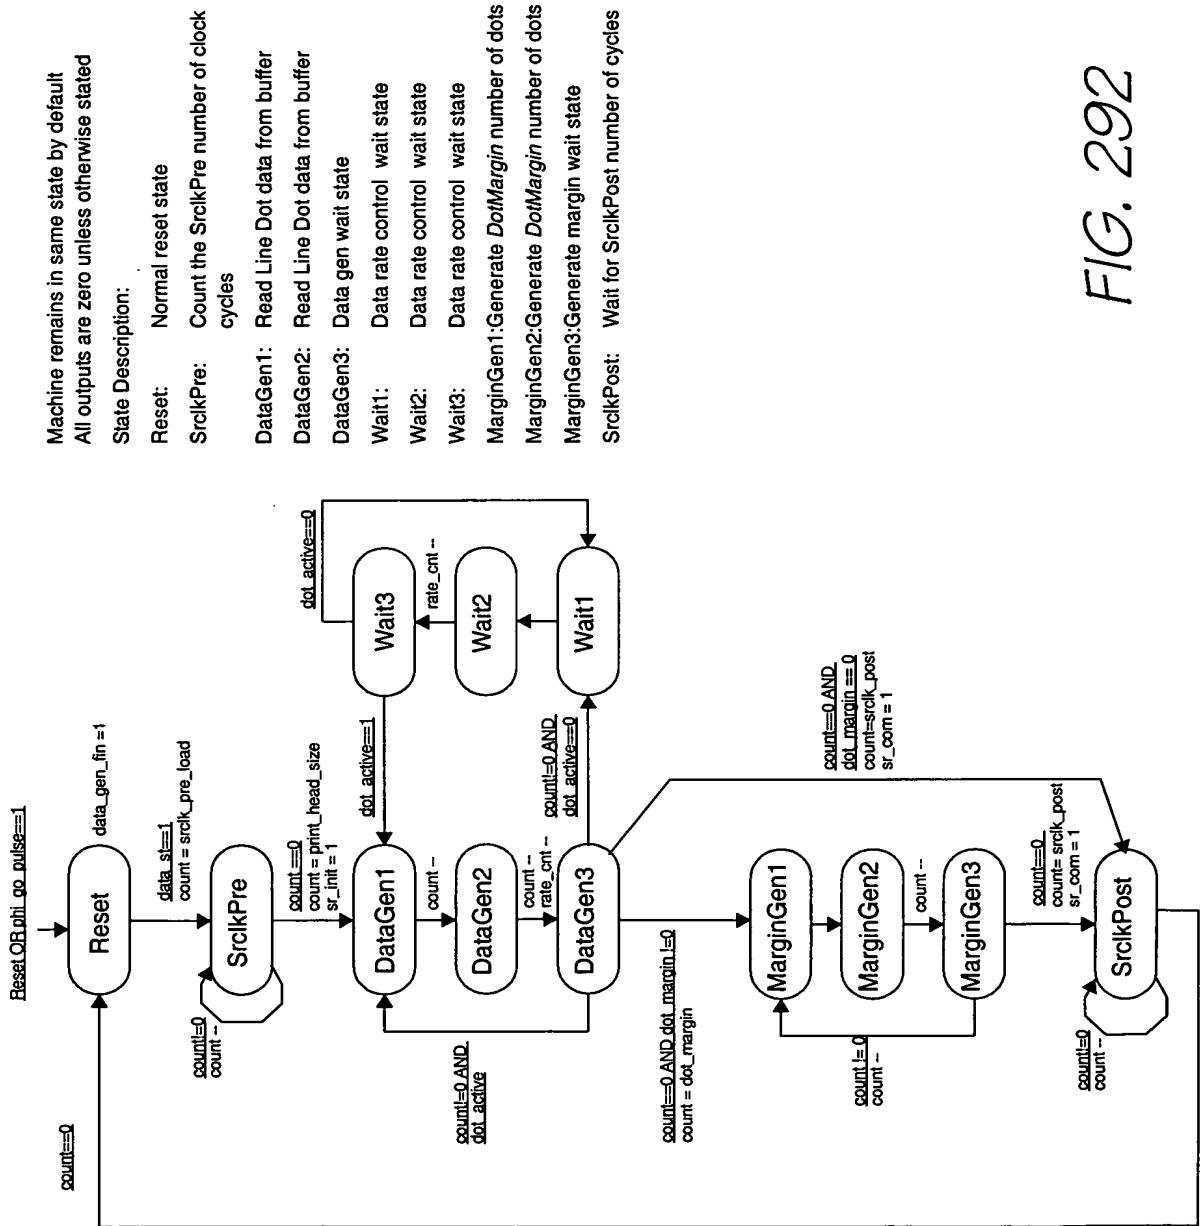 Machine remains in same state by default
All outputs are zero unless otherwise stated
State Description:
Reset: Normal reset state
SrclkPre: Count the SrclkPre number of clock
cycles
DataGen1: Read Line Dot data from buffer
DataGen2: Read Line Dot data from buffer
DataGen3: Data gen wait state
Wait1: Data rate control wait state
Wait2: Data rate control wait state
Wait3: Data rate control wait state
MarginGen1:Generate DotMargin number of dots
MarginGen2:Generate DotMargin number of dots
MarginGen3:Generate margin wait state
SrclkPost: Wait for SrclkPost number of cycles
Reset OR phi_go_pulse==1
Reset
data_gen_fin =1
count==0
data_st==1
count = srclk_pre_load
SrclkPre
count!=0
count --
count ==0
count = print_head_size
sr_init = 1
DataGen1
count --
DataGen2
count --
rate_cnt --
DataGen3
count!=0 AND
dot_active
dot_active==1
dot_active==0
Wait3
rate_cnt --
Wait2
Wait1
count!=0 AND
dot_active==0
count==0 AND dot_margin !=0
count = dot_margin
count==0 AND
dot_margin == 0
count=srclk_post
sr_com = 1
MarginGen1
MarginGen2
count --
MarginGen3
count != 0
count --
count==0
count= srclk_post
sr_com = 1
SrclkPost
count!=0
count --
FIG. 292